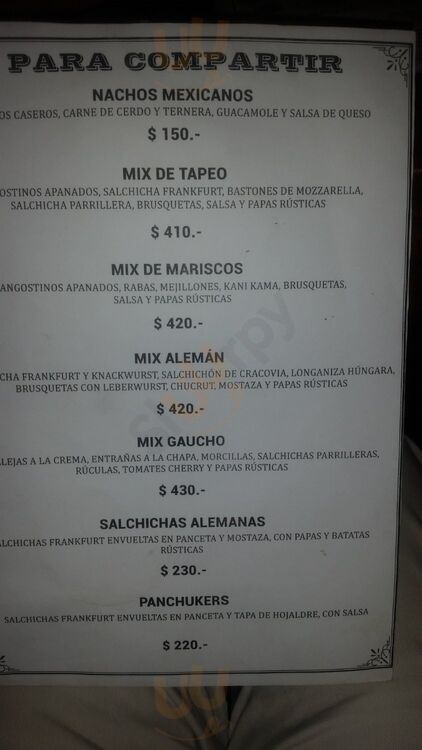 PARA COMPARTIR
NACHOS MEXICANOS
CASEROS, CARNE DE CERDO Y TERNERA, GUACAMOLE Y SALSA DE QUESO
$ 150.-
MIX DE TAPEO
APANADOS, SALCHICHA FRANKFURT, BASTONES DE MOZZARELLA,
SALCHICHA PARRILLERA, BRUSQUETAS, SALSA Y PAPAS RÚSTICAS
$ 410.-
MIX DE MARISCOS
ANGOSTINOS APANADOS, RABAS, MEJILLONES, KANI KAMA, BRUSQUETAS,
SALSA Y PAPAS RÚSTICAS
$ 420.-
MIX ALEMÁN
FRANKFURT Y KNACKWURST, SALCHICHÓN DE CRACOVIA, LONGANIZA HÚNGARA,
BRUSQUETAS CON LEBERWURST, CHUCRUT, MOSTAZA Y PAPAS RÚSTICAS
$ 420.-
MIX GAUCHO
LLEJAS A LA CREMA, ENTRAÑAS A LA CHAPA, MORCILLAS, SALCHICHAS PARRILLERAS,
RÚCULAS, TOMATES CHERRY Y PAPAS RÚSTICAS
$ 430.-
SALCHICHAS ALEMANAS
ALCHICHAS FRANKFURT ENVUELTAS EN PANCETA Y MOSTAZA, CON PAPAS Y BATATAS
RÚSTICAS
$ 230.-
PANCHUKERS
SALCHICHAS FRANKFURT ENVUELTAS EN PANCETA Y TAPA DE HOJALDRE, CON SALSA
$ 220.-